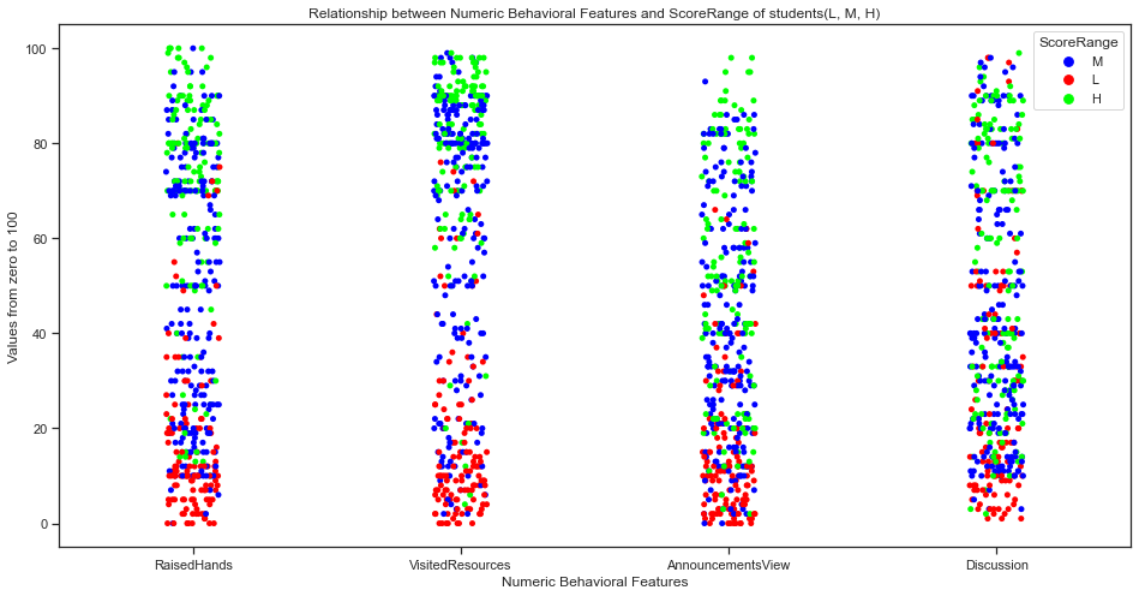 Relationship between Numeric Behavioral Features and ScoreRange of students(L, M, H)
ScoreRange
M
L
H
Values from zero to 100
100
80
60
40
20
0
RaisedHands
VisitedResources
AnnouncementsView
Discussion
Numeric Behavioral Features